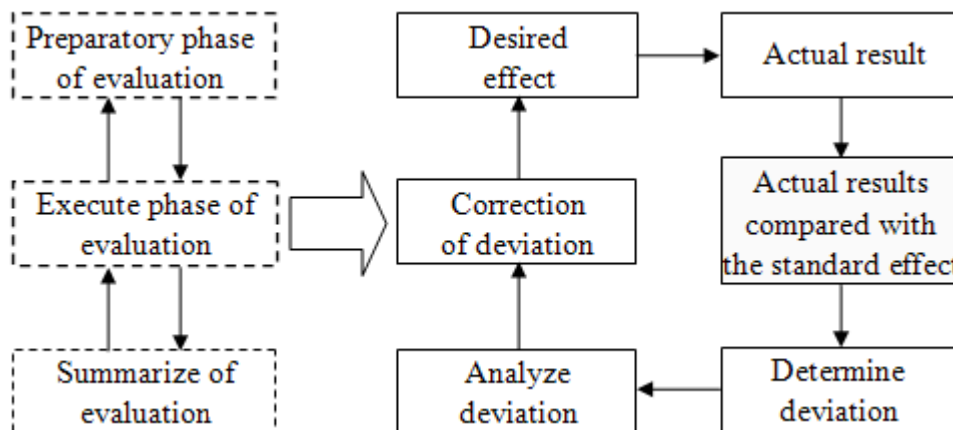 Preparatory phase
of evaluation
Desired
effect
Actual result
Execute phase of
evaluation
Correction
of deviation
Actual results
compared with
the standard effect
Summarize of
evaluation
Analyze
deviation
Determine
deviation